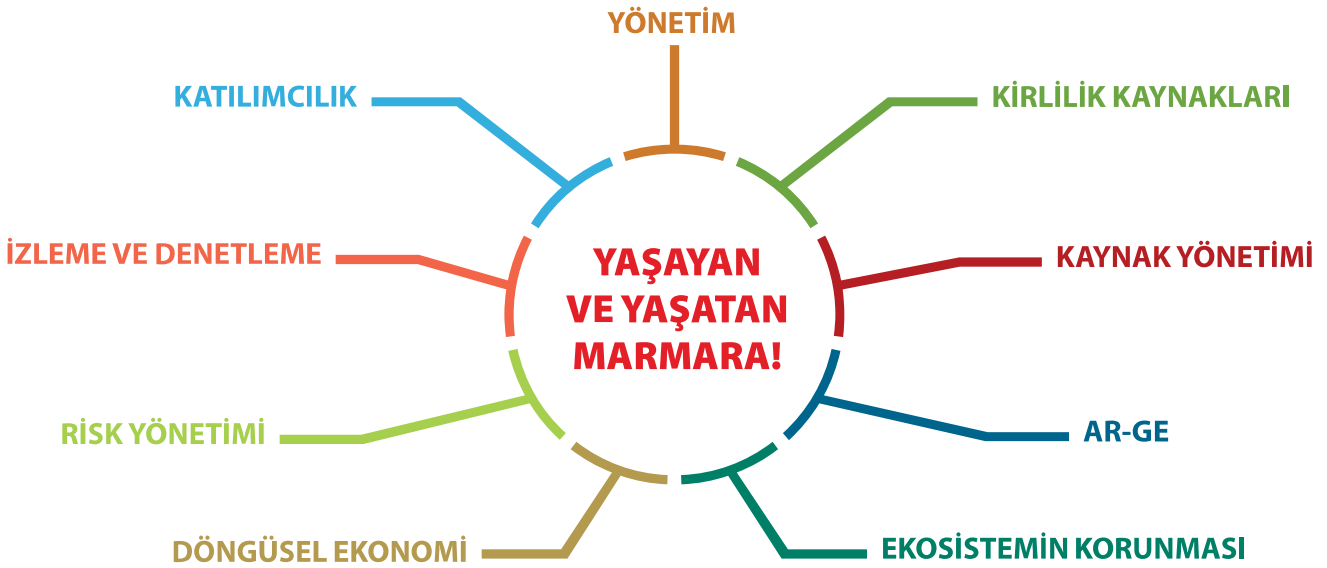 YÖNETİM
KATILIMCILIK
KİRLİLİK KAYNAKLARI
İZLEME VE DENETLEME
KAYNAK YÖNETİMİ
YAŞAYAN
VE YAŞATAN
MARMARA!
RİSK YÖNETİMİ
AR-GE
DÖNGÜSEL EKONOMİ
EKOSİSTEMİN KORUNMASI